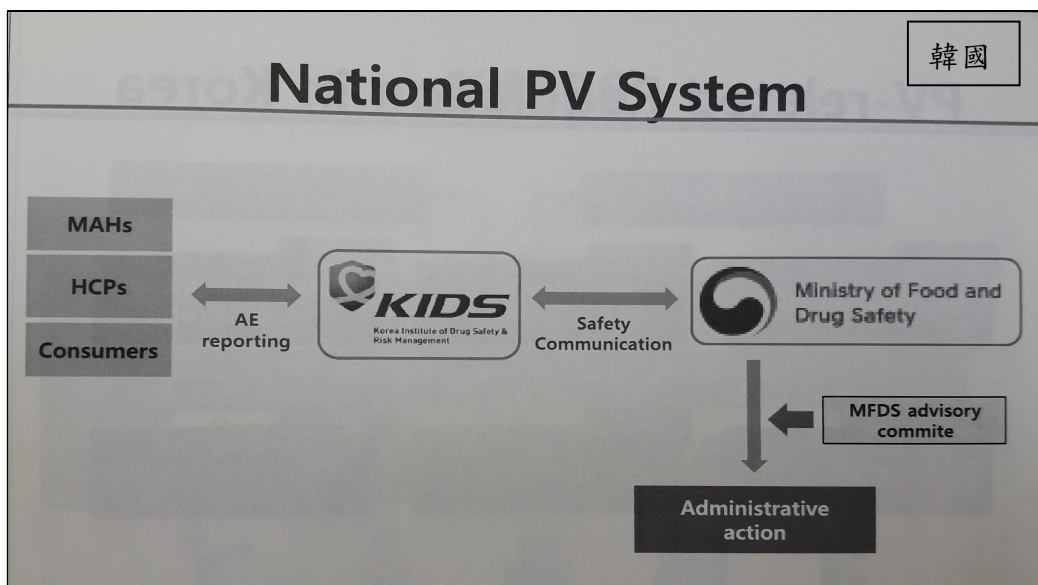 韓國
National PV System
MAHs
HCPs
Consumers
AE
reporting
KIDS
Korea Institute of Drug Safety &
Risk Management
Safety
Communication
Ministry of Food and
Drug Safety
MFDS advisory
commite
Administrative
action